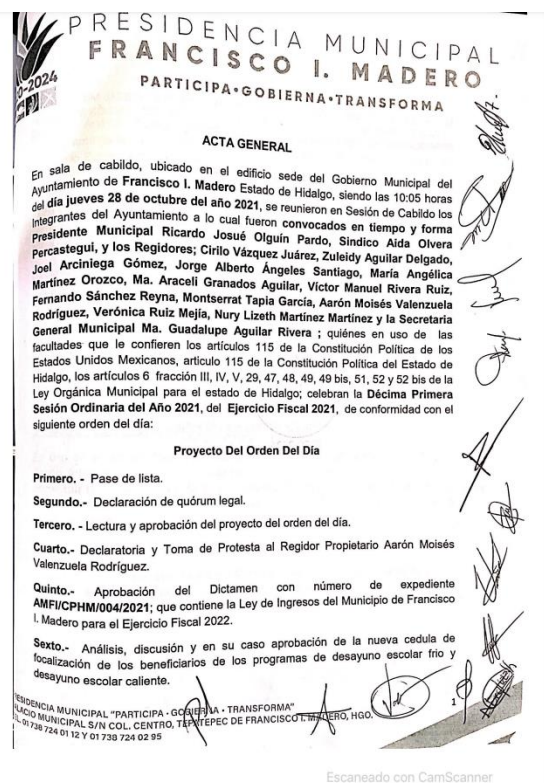 PRESIDENCIA MUNICIPAL
FRANCISCO I. MADERO
PARTICIPA•GOBIERNA•TRANSFORMA
-2024
ACTA GENERAL
En sala de cabildo, ubicado en el edificio sede del Gobierno Municipal del
Ayuntamiento de Francisco I. Madero Estado de Hidalgo, siendo las 10:05 horas
del día jueves 28 de octubre del año 2021, se reunieron en Sesión de Cabildo los
Integrantes del Ayuntamiento a lo cual fueron convocados en tiempo y forma
Presidente Municipal Ricardo Josué Olguín Pardo, Sindico Aida Olvera
Percastegui, y los Regidores; Cirilo Vázquez Juárez, Zuleidy Aguilar Delgado,
Joel Arciniega Gómez, Jorge Alberto Ángeles Santiago, María Angélica
Martínez Orozco, Ma. Araceli Granados Aguilar, Víctor Manuel Rivera Ruiz,
Fernando Sánchez Reyna, Montserrat Tapia García, Aarón Moisés Valenzuela
Rodríguez, Verónica Ruiz Mejía, Nury Lizeth Martínez Martínez y la Secretaria
General Municipal Ma. Guadalupe Aguilar Rivera ; quiénes en uso de las
facultades que le confieren los artículos 115 de la Constitución Política de los
Estados Unidos Mexicanos, articulo 115 de la Constitución Política del Estado de
Hidalgo, los artículos 6 fracción III, IV, V, 29, 47, 48, 49, 49 bis, 51, 52 y 52 bis de la
Ley Orgánica Municipal para el estado de Hidalgo; celebran la Décima Primera
Sesión Ordinaria del Año 2021, del Ejercicio Fiscal 2021, de conformidad con el
siguiente orden del día:
Proyecto Del Orden Del Día
Primero. - Pase de lista.
Segundo.- Declaración de quórum legal.
Tercero. - Lectura y aprobación del proyecto del orden del día.
Cuarto.- Declaratoria y Toma de Protesta al Regidor Propietario Aarón Moisés
Valenzuela Rodríguez.
Quinto.- Aprobación del Dictamen con número de expediente
AMFI/CPHM/004/2021; que contiene la Ley de Ingresos del Municipio de Francisco
I. Madero para el Ejercicio Fiscal 2022.
Sexto.- Análisis, discusión y en su caso aprobación de la nueva cedula de
focalización de los beneficiarios de los programas de desayuno escolar frio y
desayuno escolar caliente.
1
PRESIDENCIA MUNICIPAL "PARTICIPA - GOBIERNA - TRANSFORMA"
PALACIO MUNICIPAL S/N COL. CENTRO, TEPATEPEC DE FRANCISCO I. MADERO, HGO.
01 738 724 01 12 Y 01 738 724 02 95
Escaneado con CamScanner